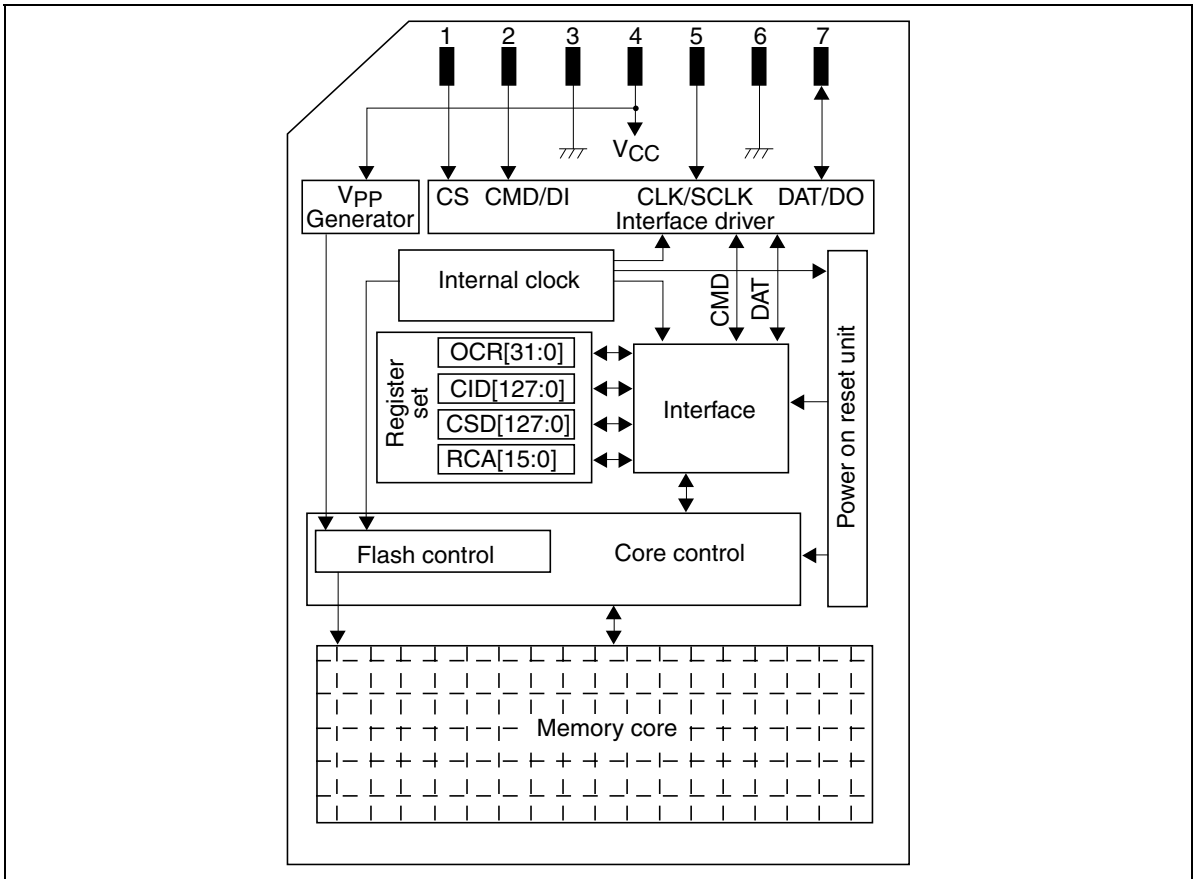 1 2 3 4 5 6 7
VCC
VPP
Generator
CS CMD/DI CLK/SCLK DAT/DO
Interface driver
Internal clock
CMD
DAT
Register
set
OCR[31:0]
CID[127:0]
CSD[127:0]
RCA[15:0]
Interface
Power on reset unit
Flash control
Core control
Memory core